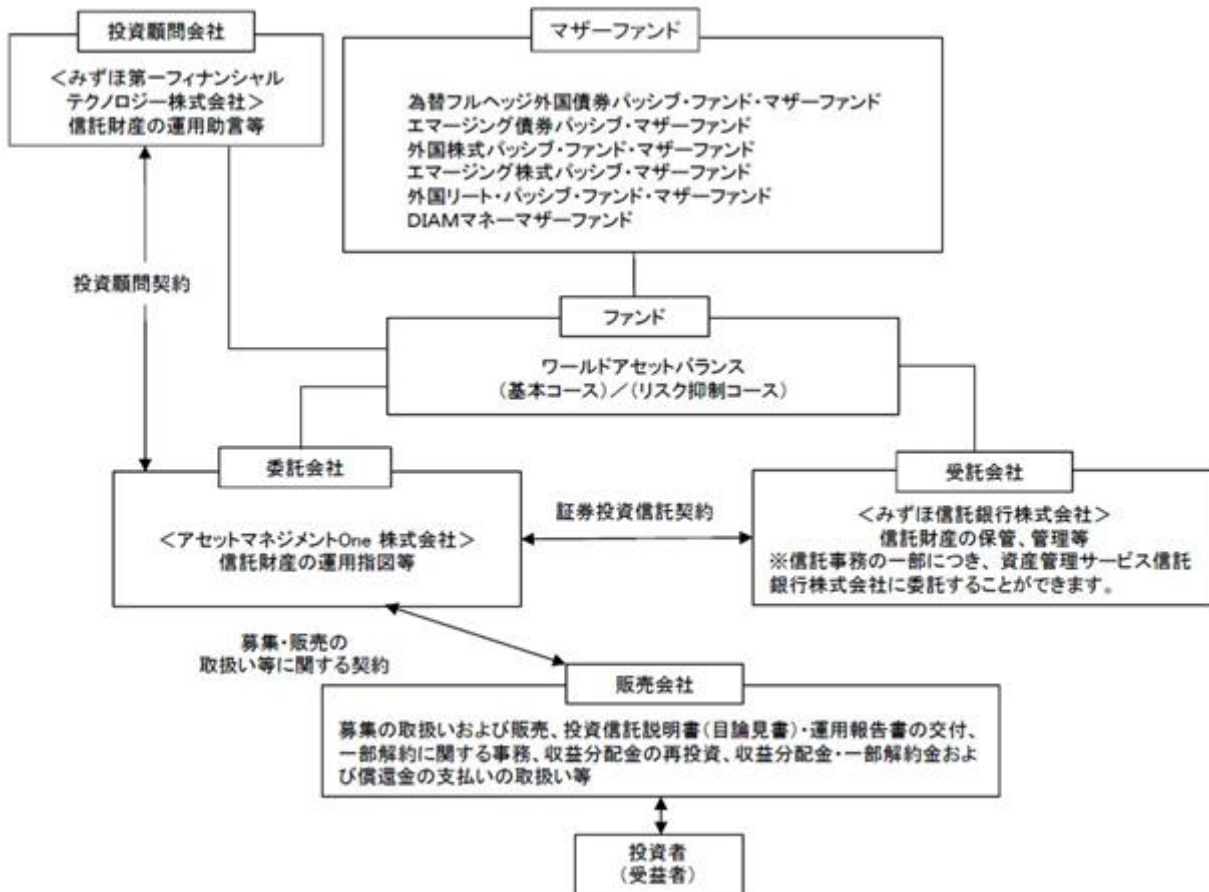 投資顧問会社
＜みずほ第一フィナンシャル
テクノロジー株式会社＞
信託財産の運用助言等
マザーファンド
為替フルヘッジ外国債券パッシブ・ファンド・マザーファンド
エマージング債券パッシブ・マザーファンド
外国株式パッシブ・ファンド・マザーファンド
エマージング株式パッシブ・マザーファンド
外国リート・パッシブ・ファンド・マザーファンド
DIAMマネーマザーファンド
投資顧問契約
ファンド
ワールドアセットバランス
（基本コース）／（リスク抑制コース）
委託会社
＜アセットマネジメントOne 株式会社＞
信託財産の運用指図等
証券投資信託契約
受託会社
＜みずほ信託銀行株式会社＞
信託財産の保管、管理等
※信託事務の一部につき、資産管理サービス信託
銀行株式会社に委託することができます。
募集・販売の
取扱い等に関する契約
販売会社
募集の取扱いおよび販売、投資信託説明書（目論見書）・運用報告書の交付、
一部解約に関する事務、収益分配金の再投資、収益分配金・一部解約金およ
び償還金の支払いの取扱い等
投資者
（受益者）